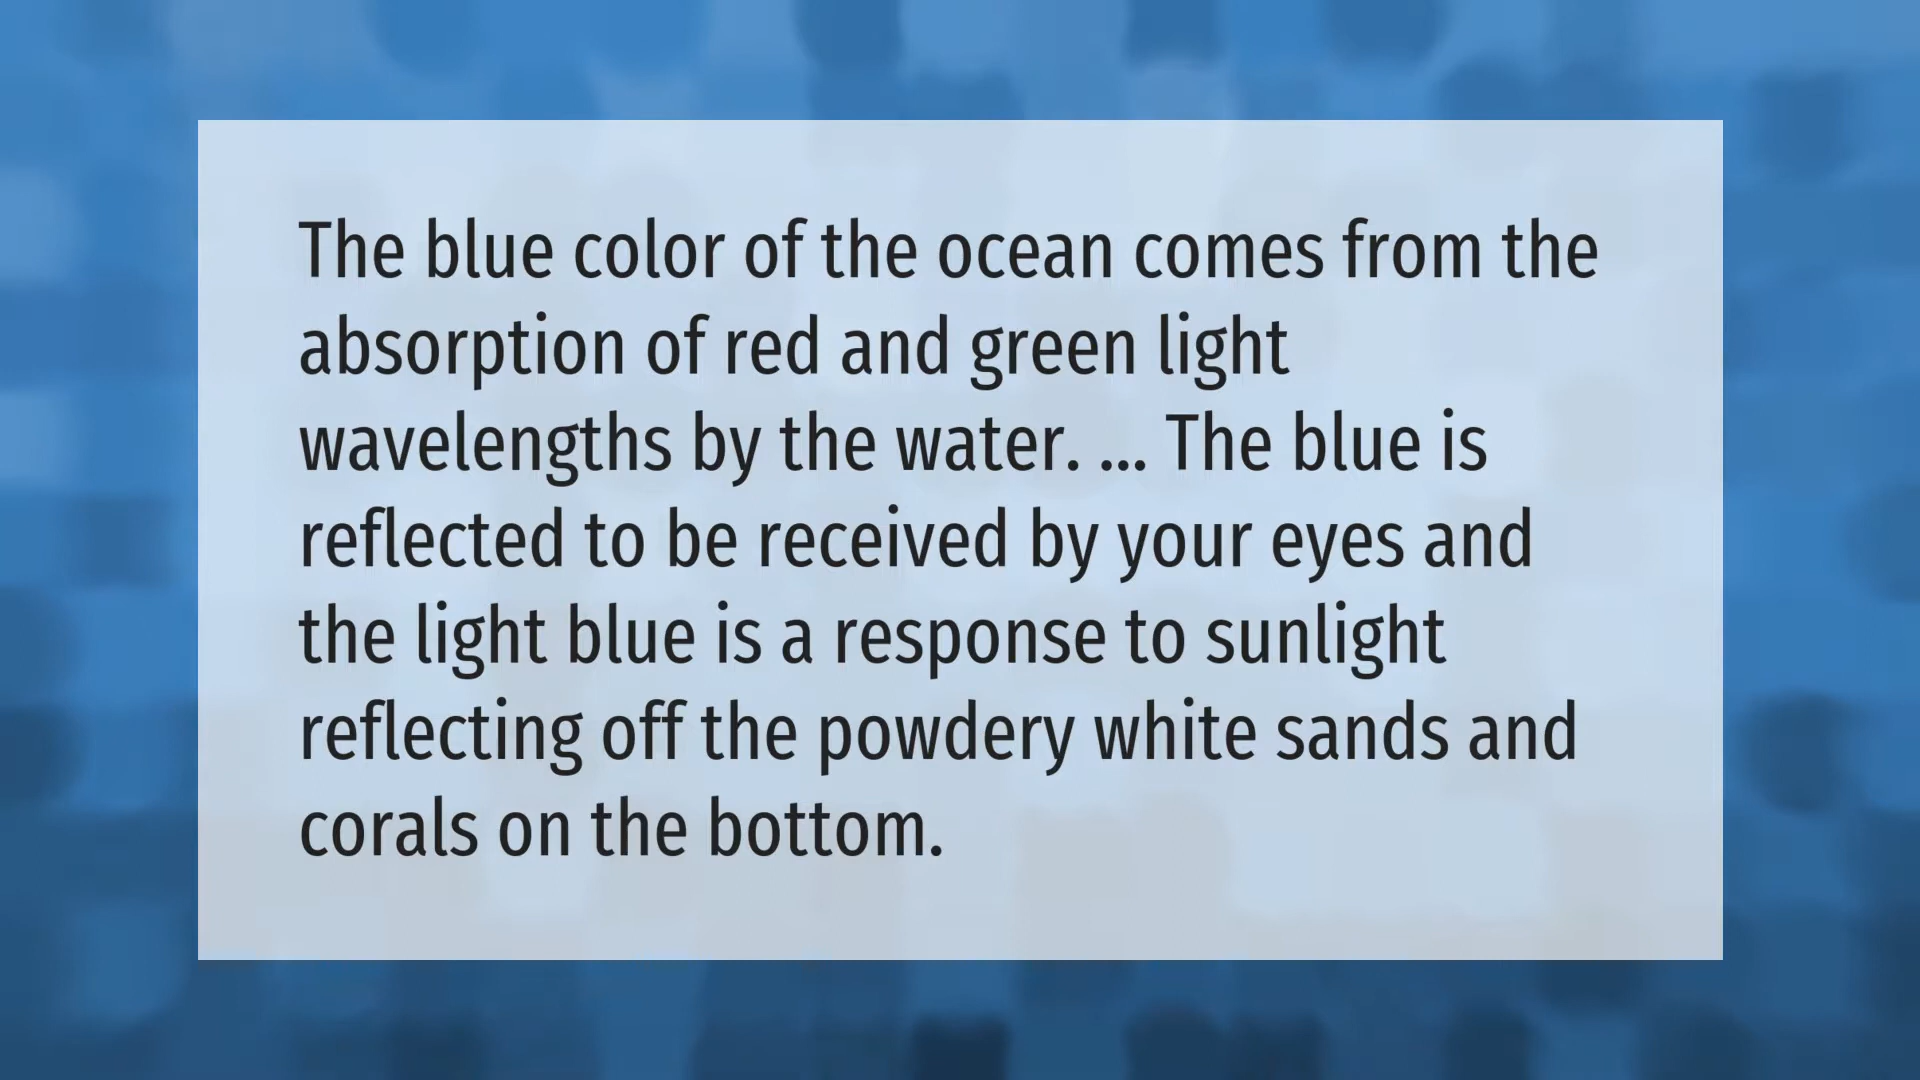 The blue color of the ocean comes from the
absorption of red and green light
wavelengths by the water. ... The blue is
reflected to be received by your eyes and
the light blue is a response to sunlight
reflecting off the powdery white sands and
corals on the bottom.